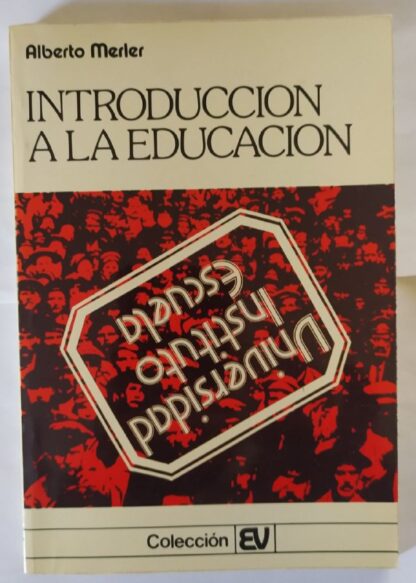 Alberto Merler
INTRODUCCION
A LA EDUCACION
Universidad
Instituto
Escuela
Colección EV